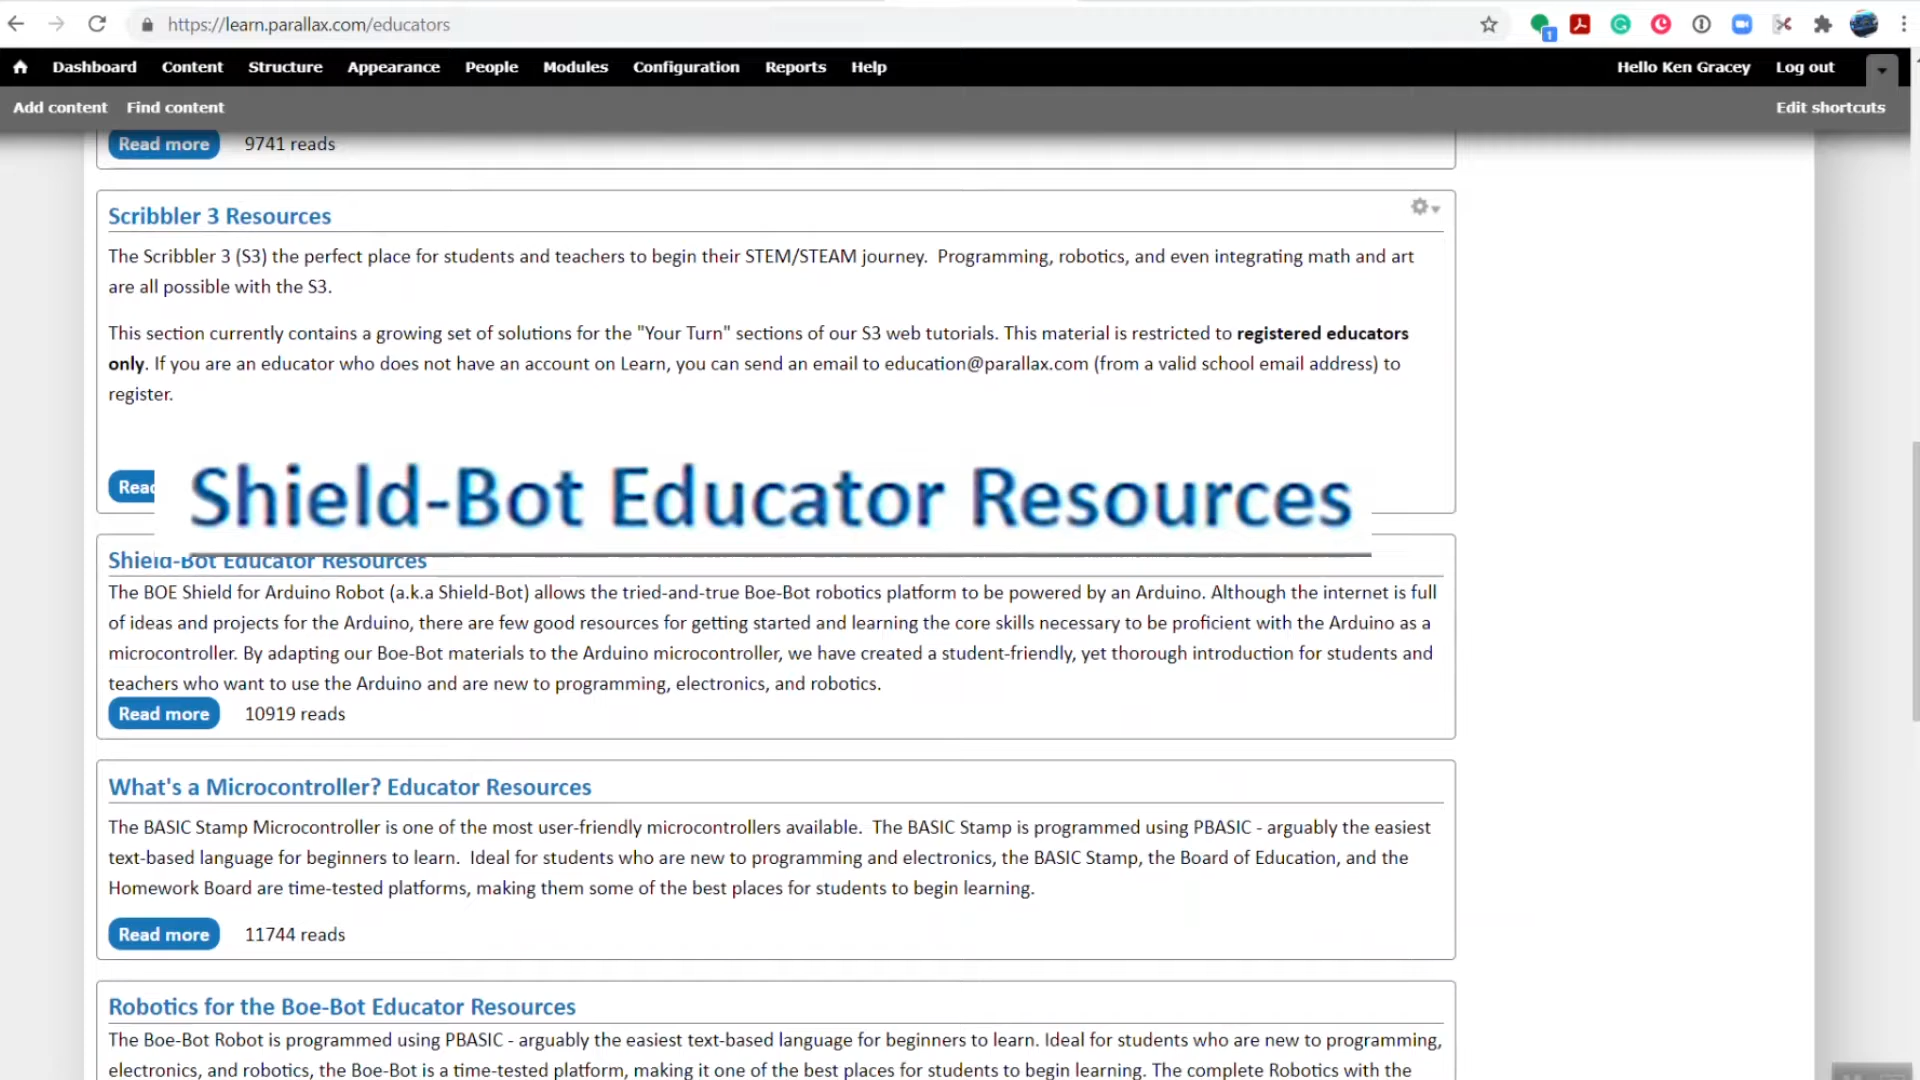 https://learn.parallax.com/educators
1
Dashboard Content Structure Appearance People Modules Configuration Reports Help Hello Ken Gracey Log out
Add content Find content Edit shortcuts
Read more 9741 reads
Scribbler 3 Resources
The Scribbler 3 (S3) the perfect place for students and teachers to begin their STEM/STEAM journey. Programming, robotics, and even integrating math and art
are all possible with the S3.
This section currently contains a growing set of solutions for the "Your Turn" sections of our S3 web tutorials. This material is restricted to registered educators
only. If you are an educator who does not have an account on Learn, you can send an email to education@parallax.com (from a valid school email address) to
register.
Read
Shield-Bot Educator Resources
Shield-Bot Educator Resources
The BOE Shield for Arduino Robot (a.k.a Shield-Bot) allows the tried-and-true Boe-Bot robotics platform to be powered by an Arduino. Although the internet is full
of ideas and projects for the Arduino, there are few good resources for getting started and learning the core skills necessary to be proficient with the Arduino as a
microcontroller. By adapting our Boe-Bot materials to the Arduino microcontroller, we have created a student-friendly, yet thorough introduction for students and
teachers who want to use the Arduino and are new to programming, electronics, and robotics.
Read more 10919 reads
What's a Microcontroller? Educator Resources
The BASIC Stamp Microcontroller is one of the most user-friendly microcontrollers available. The BASIC Stamp is programmed using PBASIC - arguably the easiest
text-based language for beginners to learn. Ideal for students who are new to programming and electronics, the BASIC Stamp, the Board of Education, and the
Homework Board are time-tested platforms, making them some of the best places for students to begin learning.
Read more 11744 reads
Robotics for the Boe-Bot Educator Resources
The Boe-Bot Robot is programmed using PBASIC - arguably the easiest text-based language for beginners to learn. Ideal for students who are new to programming,
electronics, and robotics, the Boe-Bot is a time-tested platform, making it one of the best places for students to begin learning. The complete Robotics with the